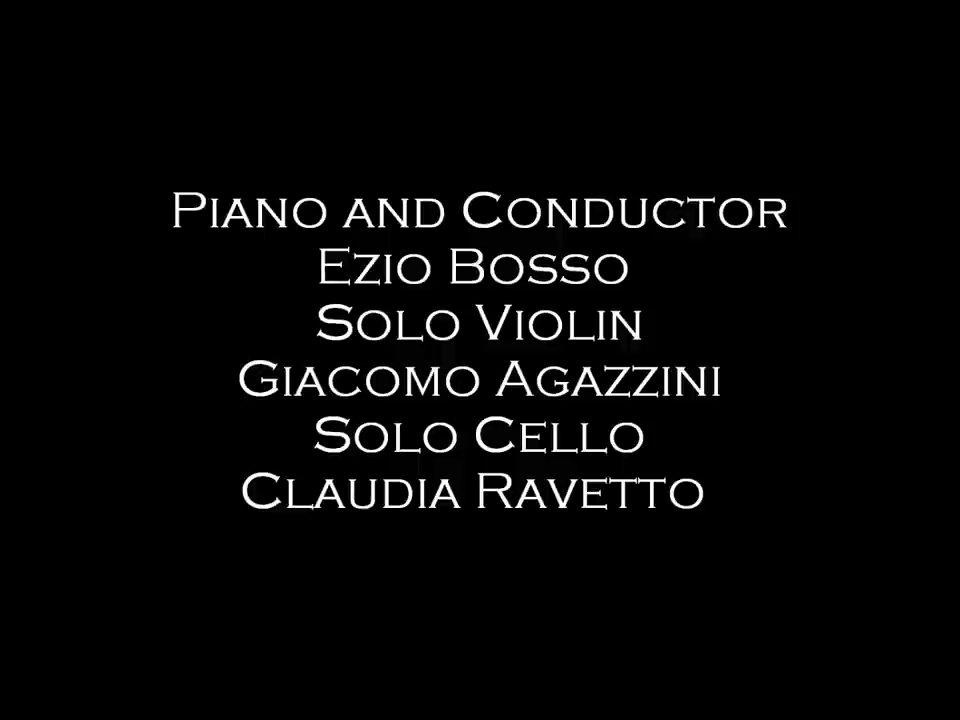 Piano and Conductor
Ezio Bosso
Solo Violin
Giacomo Agazzini
Solo Cello
Claudia Ravetto